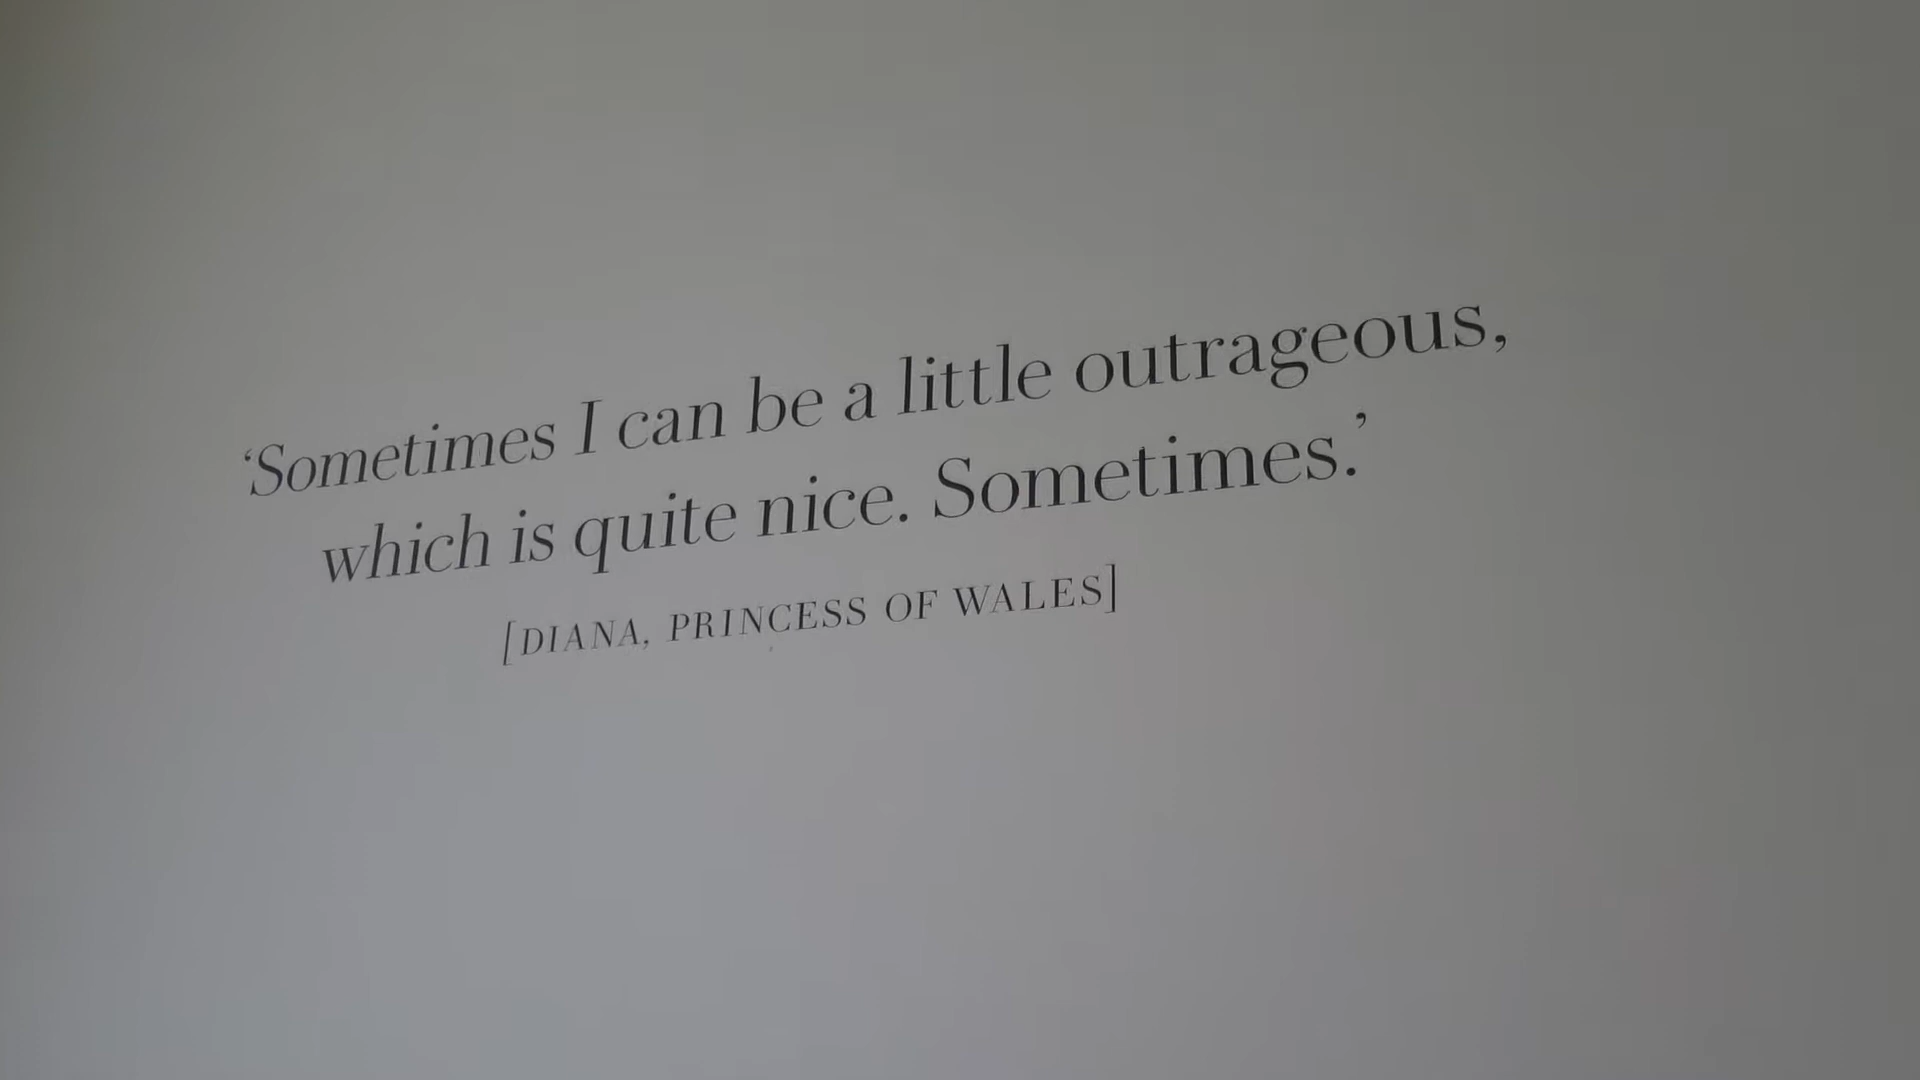 ‘Sometimes I can be a little outrageous,
which is quite nice. Sometimes.’
[DIANA, PRINCESS OF WALES]